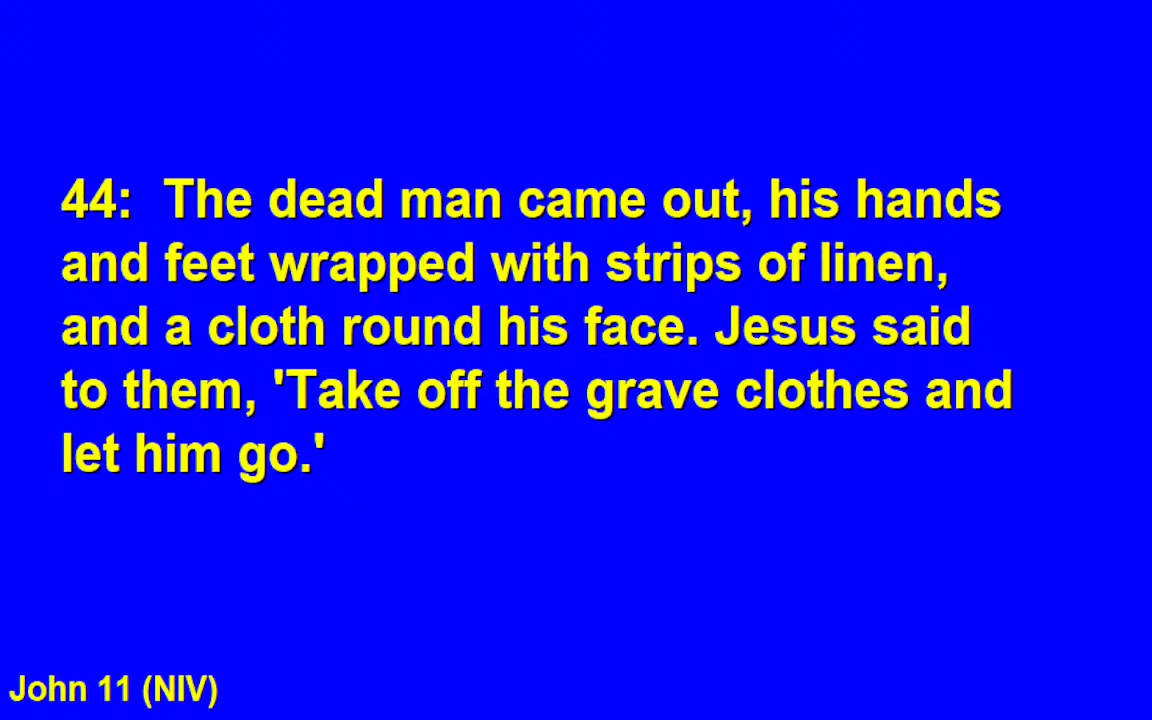 44:  The dead man came out, his hands
and feet wrapped with strips of linen,
and a cloth round his face. Jesus said
to them, 'Take off the grave clothes and
let him go.'
John 11 (NIV)